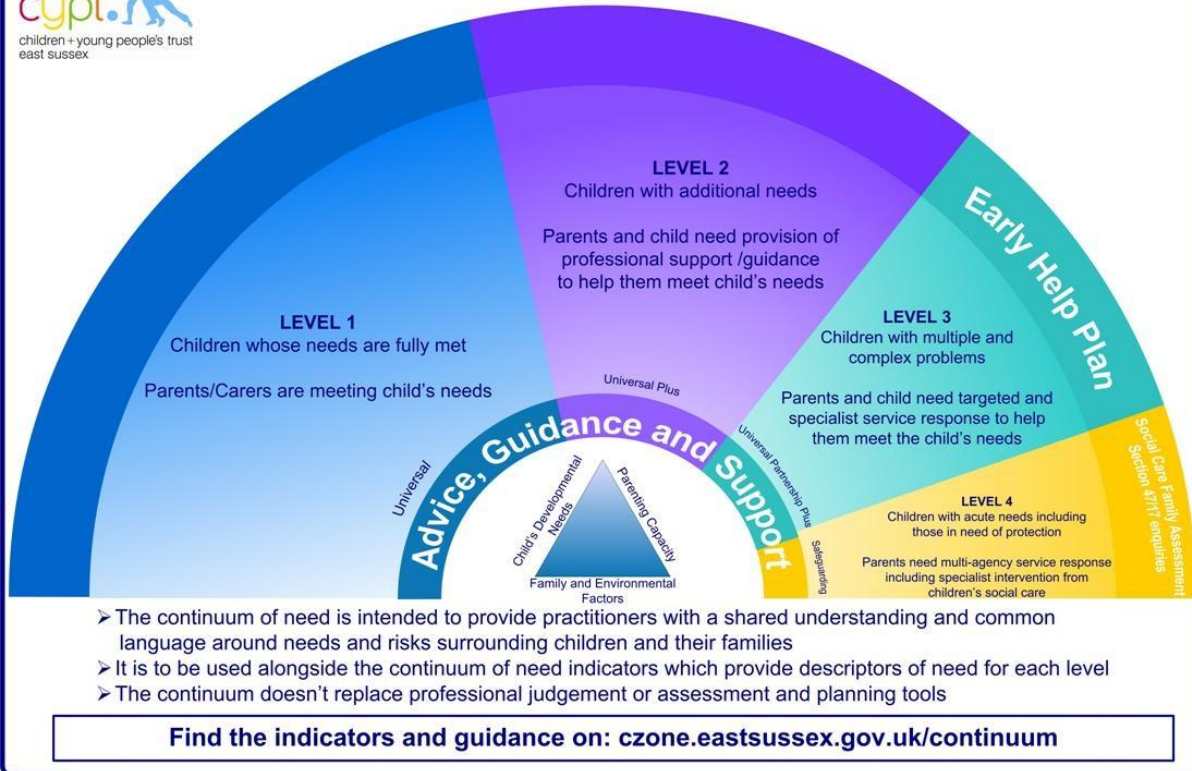 cypt.
children+young people's trust
east sussex
LEVEL 1
Children whose needs are fully met
Parents/Carers are meeting child's needs
LEVEL 2
Children with additional needs
Parents and child need provision of
professional support /guidance
to help them meet child's needs
Early Help Plan
LEVEL 3
Children with multiple and
complex problems
Parents and child need targeted and
specialist service response to help
them meet the child's needs
Social Care Family Assessment
Section 47/17 enquiries
LEVEL 4
Children with acute needs including
those in need of protection
Parents need multi-agency service response
including specialist intervention from
children's social care
Universal
Universal Plus
Universal Partnership Plus
Safeguarding
Advice, Guidance and Support
Child's Developmental
Needs
Parenting Capacity
Family and Environmental
Factors
➢ The continuum of need is intended to provide practitioners with a shared understanding and common
language around needs and risks surrounding children and their families
➢ It is to be used alongside the continuum of need indicators which provide descriptors of need for each level
➢ The continuum doesn't replace professional judgement or assessment and planning tools
Find the indicators and guidance on: czone.eastsussex.gov.uk/continuum